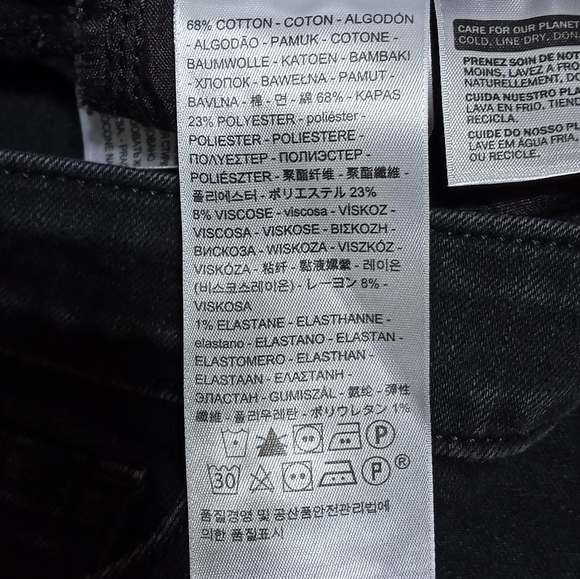 68% COTTON - COTON - ALGODÓN
- ALGODÃO - PAMUK - COTONE -
BAUMWOLLE - KATOEN - BAMBAKI
- ХЛОПОК - BAWEŁNA - PAMUT -
BAVLNA - 棉 - 면 - 綿 68% - KAPAS
23% POLYESTER - poliéster -
POLIESTER - POLIESTERE -
ΠΟΛΥΕΣΤΕΡ - ПОЛИЭСТЕР -
POLIÉSZTER - 聚酯纤维 - 聚酯纖維 -
폴리에스터 - ポリエステル 23%
8% VISCOSE - viscosa - VİSKOZ -
VISCOSA - VISKOSE - ΒΙΣΚΟΖΗ -
ВИСКОЗА - WISKOZA - VISZKÓZ -
VISKÓZA - 粘纤 - 黏液縲縈 - 레이온
(비스코스레이온) - レーヨン 8% -
VISKOSA
1% ELASTANE - ELASTHANNE -
elastano - ELASTANO - ELASTAN -
ELASTOMERO - ELASTHAN -
ELASTAAN - ΕΛΑΣΤΑΝΗ -
ЭЛАСТАН - GUMISZÁL - 氨纶 - 彈性
纖維 - 폴리우레탄 - ポリウレタン 1%
P
30 P ®
품질경영 및 공산품안전관리법에
의한 품질표시
CARE FOR OUR PLANET
COLD, LINE DRY, DON
PRENEZ SOIN DE NOT
MOINS, LAVEZ À FRO
NATURELLEMENT, DO
CUIDA NUESTRO PLA
LAVA EN FRIO, TIEND
RECICLA.
CUIDE DO NOSSO PL
LAVE EM ÁGUA FRIA,
OU RECICLE.